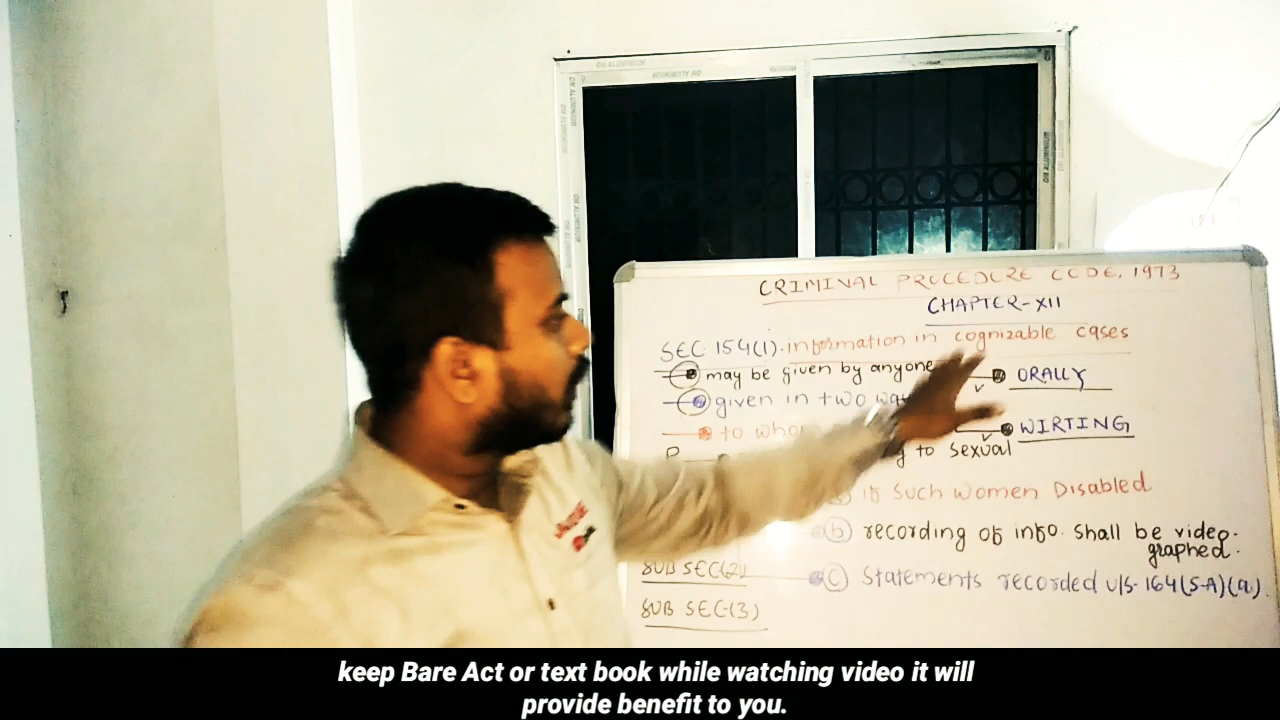 CRIMINAL PROCEDURE CODE, 1973
CHAPTER-XII
SEC. 154(1). information in cognizable cases
may be given by anyone
ORALLY
given in two
WIRTING
to
to sexual
if such women Disabled
(b) recording of info. shall be video-
graphed.
SUB SEC(2)
(c) Statements recorded u/s-164(5-A)(a).
SUB SEC-(3)
keep Bare Act or text book while watching video it will
provide benefit to you.